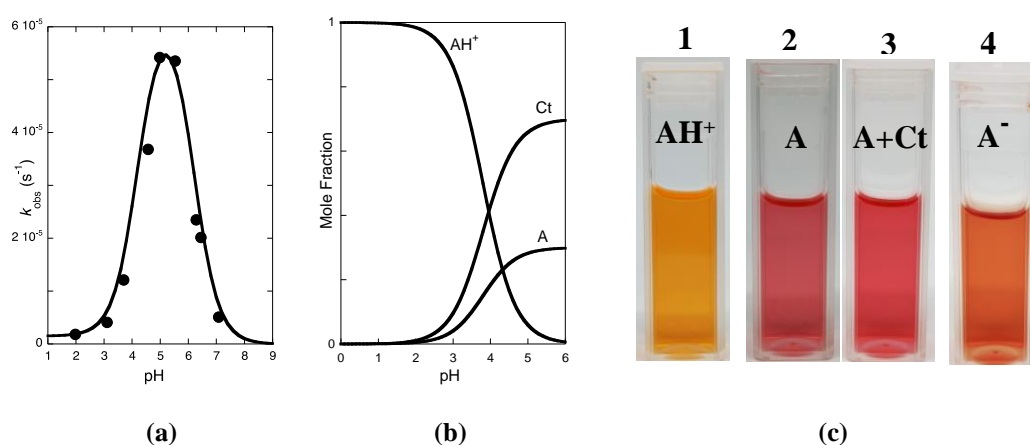 6 10⁻⁵
4 10⁻⁵
2 10⁻⁵
0
k_obs (s⁻¹)
1 2 3 4 5 6 7 8 9
pH
(a)
1
0
Mole Fraction
AH⁺
Ct
A
0 1 2 3 4 5 6
pH
(b)
1 2 3 4
AH⁺ A A+Ct A⁻
(c)